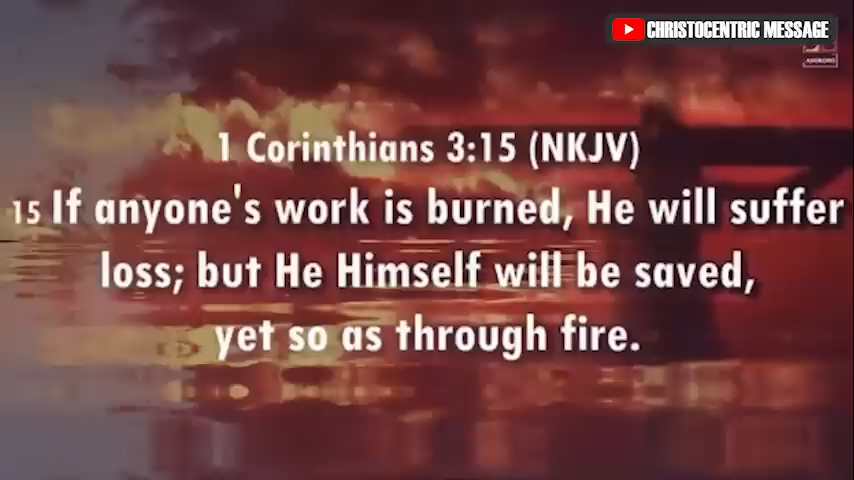 CHRISTOCENTRIC MESSAGE
1 Corinthians 3:15 (NKJV)
15 If anyone's work is burned, He will suffer
loss; but He Himself will be saved,
yet so as through fire.